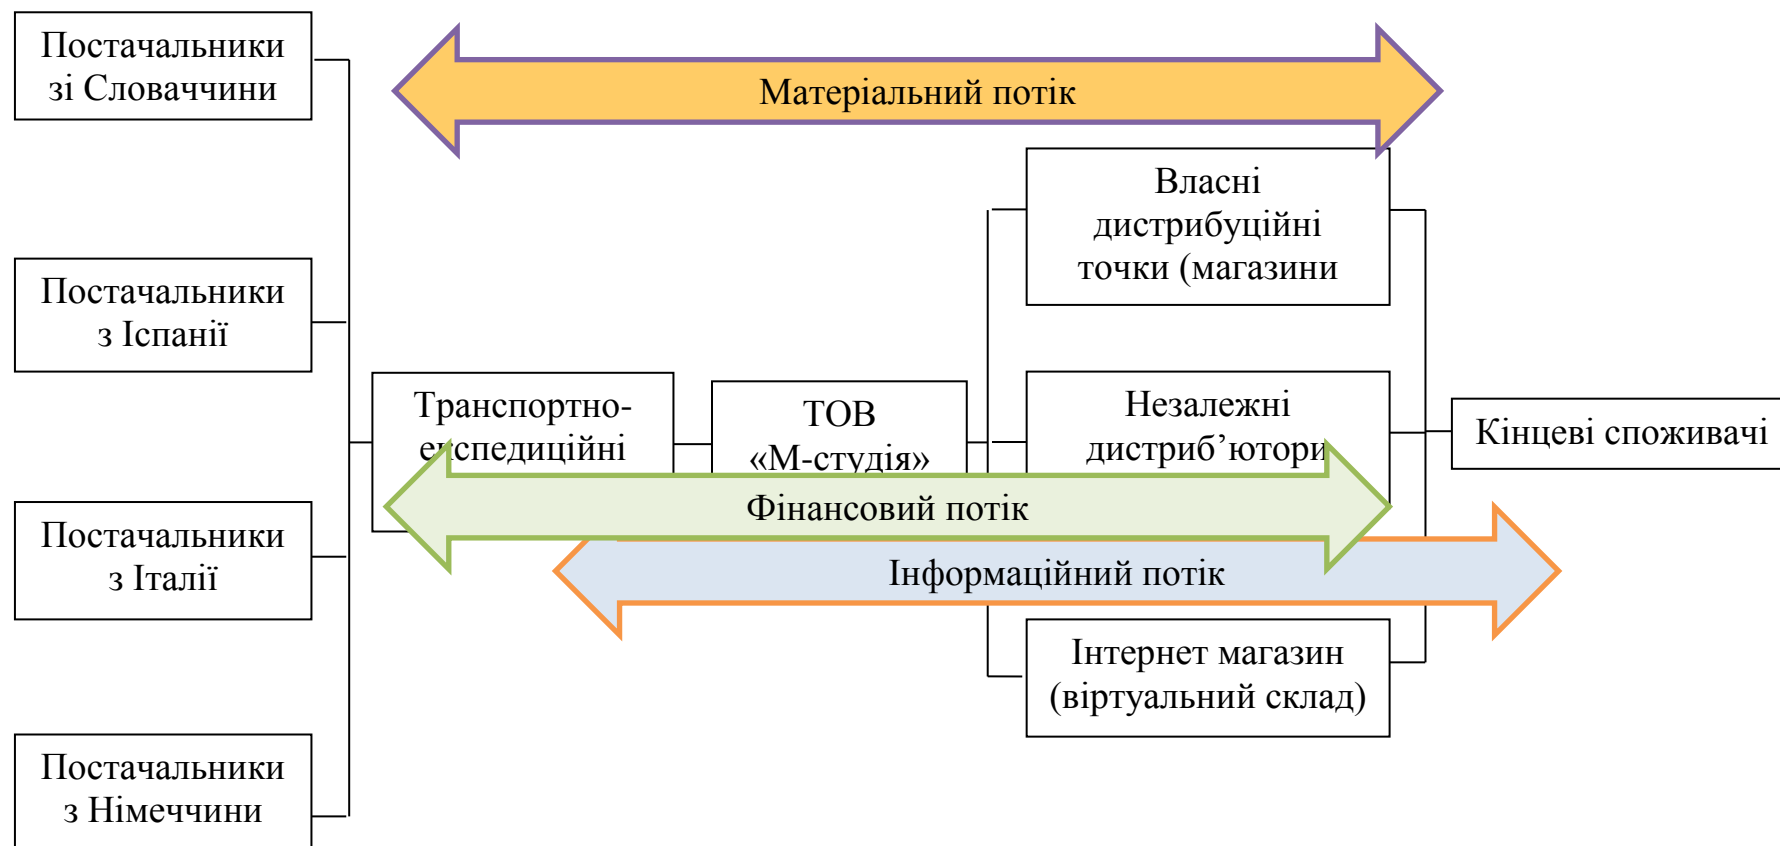 Постачальники
зі Словаччини
Матеріальний потік
Власні
дистрибуційні
точки (магазини
Постачальники
з Іспанії
Транспортно-
експедиційні
ТОВ
«М-студія»
Незалежні
дистриб’ютори
Кінцеві споживачі
Фінансовий потік
Постачальники
з Італії
Інформаційний потік
Інтернет магазин
(віртуальний склад)
Постачальники
з Німеччини